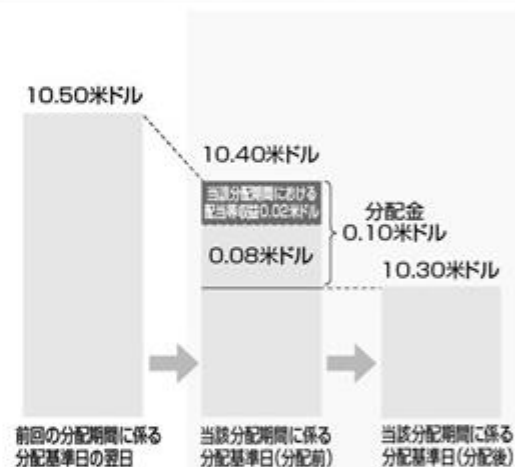 10.50米ドル
10.40米ドル
当該分配期間における
配当等収益0.02米ドル
0.08米ドル
分配金
0.10米ドル
10.30米ドル
前回の分配期間に係る
分配基準日の翌日
当該分配期間に係る
分配基準日(分配前)
当該分配期間に係る
分配基準日(分配後)